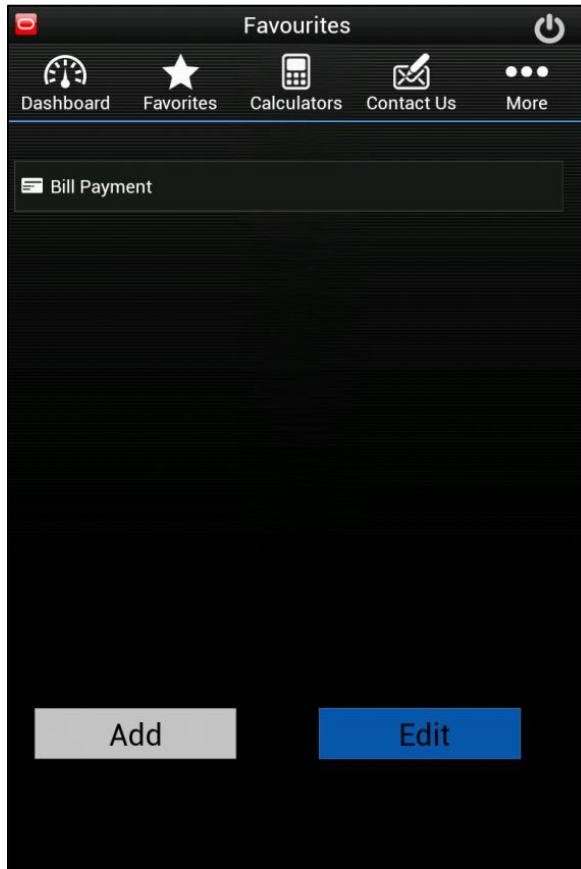 Favourites
Dashboard Favorites Calculators Contact Us More
Bill Payment
Add Edit